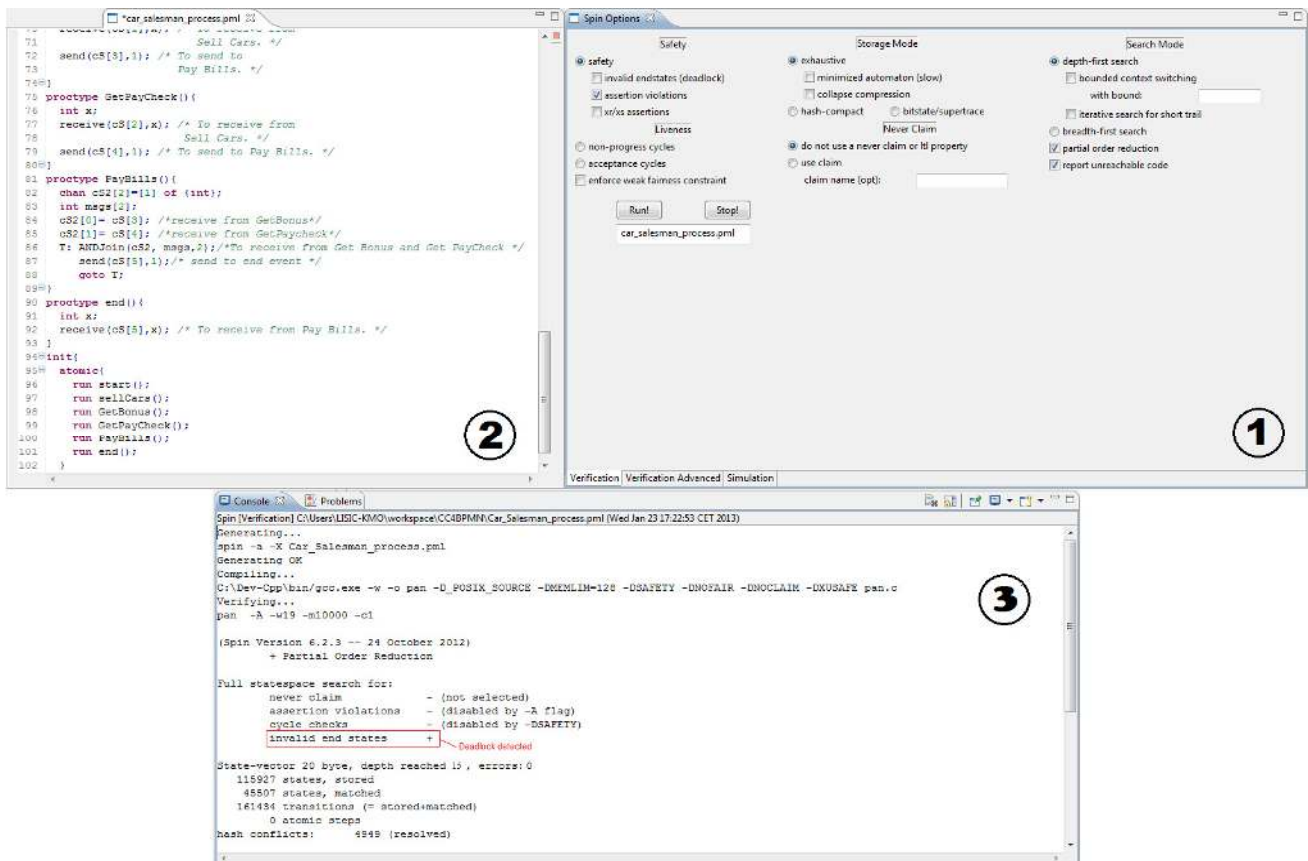 *car_salesman_process.pml
71 Sell Cars. */
72 send(cS[3],1); /* To send to
73 Pay Bills. */
74 }
75 proctype GetPayCheck(){
76 int x;
77 receive(cS[2],x); /* To receive from
78 Sell Cars. */
79 send(cS[4],1); /* To send to Pay Bills. */
80 }
81 proctype PayBills(){
82 chan cS2[2]=[1] of {int};
83 int msgs[2];
84 cS2[0]= cS[3]; /*receive from GetBonus*/
85 cS2[1]= cS[4]; /*receive from GetPaycheck*/
86 T: ANDJoin(cS2, msgs,2);/*To receive from Get Bonus and Get PayCheck */
87 send(cS[5],1);/* send to end event */
88 goto T;
89 }
90 proctype end(){
91 int x;
92 receive(cS[5],x); /* To receive from Pay Bills. */
93 }
94 init{
95 atomic{
96 run start();
97 run sellCars();
98 run GetBonus();
99 run GetPayCheck();
100 run PayBills();
101 run end();
102 }
2
Spin Options
Safety
safety
invalid endstates (deadlock)
assertion violations
xr/xs assertions
Liveness
non-progress cycles
acceptance cycles
enforce weak fairness constraint
Run! Stop!
car_salesman_process.pml
Storage Mode
exhaustive
minimized automaton (slow)
collapse compression
hash-compact bitstate/supertrace
Never Claim
do not use a never claim or ltl property
use claim
claim name (opt):
Search Mode
depth-first search
bounded context switching
with bound:
iterative search for short trail
breadth-first search
partial order reduction
report unreachable code
1
Verification Verification Advanced Simulation
Console Problems
Spin [Verification] C:\Users\LISIC-KMO\workspace\CC4BPMN\Car_Salesman_process.pml (Wed Jan 23 17:22:53 CET 2013)
Generating...
spin -a -X Car_Salesman_process.pml
Generating OK
Compiling...
C:\Dev-Cpp\bin/gcc.exe -w -o pan -D_POSIX_SOURCE -DMEMLIM=128 -DSAFETY -DNOFAIR -DNOCLAIM -DXUSAFE pan.c
Verifying...
pan -A -w19 -m10000 -c1
(Spin Version 6.2.3 -- 24 October 2012)
+ Partial Order Reduction
Full statespace search for:
never claim - (not selected)
assertion violations - (disabled by -A flag)
cycle checks - (disabled by -DSAFETY)
invalid end states +
Deadlock detected
State-vector 20 byte, depth reached 15 , errors: 0
115927 states, stored
45507 states, matched
161434 transitions (= stored+matched)
0 atomic steps
hash conflicts: 4949 (resolved)
3